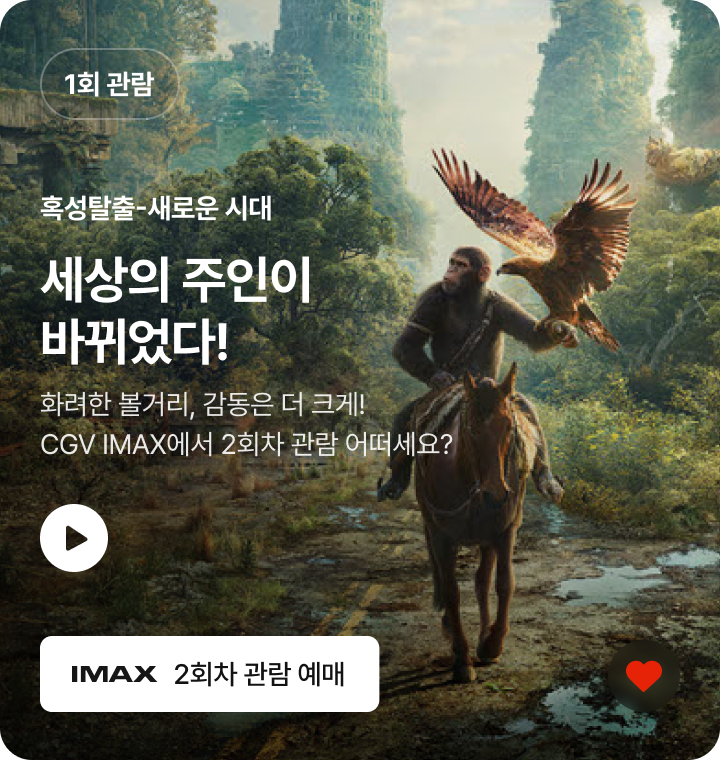 1회 관람
혹성탈출-새로운 시대
세상의 주인이
바뀌었다!
화려한 볼거리, 감동은 더 크게!
CGV IMAX에서 2회차 관람 어떠세요?
IMAX 2회차 관람 예매